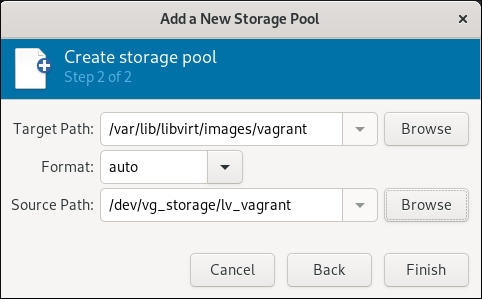 Add a New Storage Pool
Create storage pool
Step 2 of 2
Target Path: /var/lib/libvirt/images/vagrant Browse
Format: auto
Source Path: /dev/vg_storage/lv_vagrant Browse
Cancel Back Finish